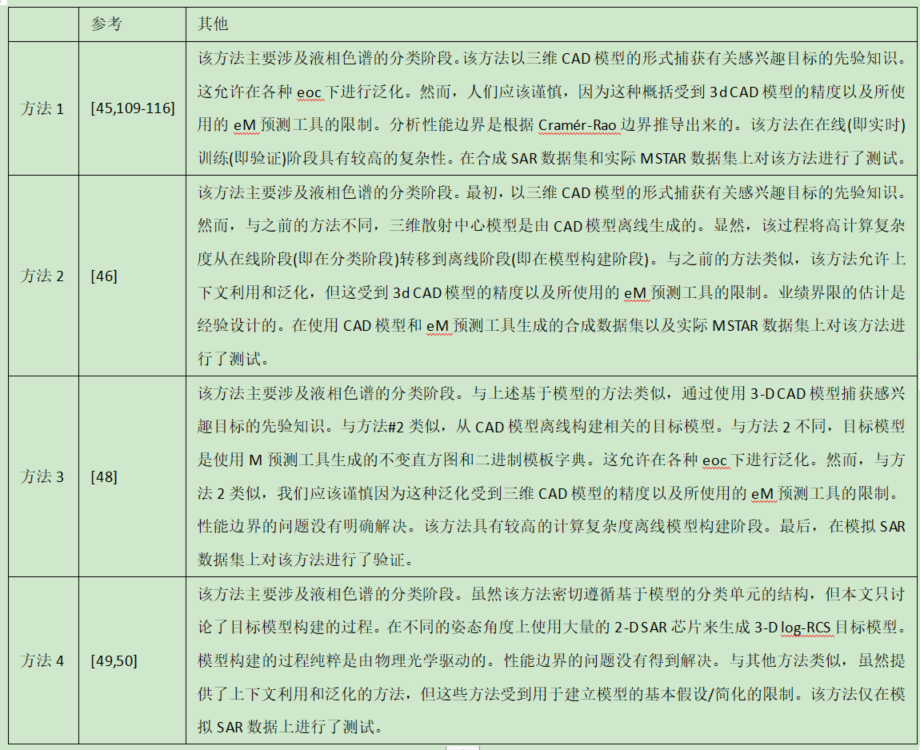 参考 其他
方法 1 [45,109-116]
该方法主要涉及液相色谱的分类阶段。该方法以三维 CAD 模型的形式捕获有关感兴趣目标的先验知识。
这允许在各种 eoc 下进行泛化。然而，人们应该谨慎，因为这种概括受到 3d CAD 模型的精度以及所使
用的 eM 预测工具的限制。分析性能边界是根据 Cramér-Rao 边界推导出来的。该方法在在线(即实时)
训练(即验证)阶段具有较高的复杂性。在合成 SAR 数据集和实际 MSTAR 数据集上对该方法进行了测试。
方法 2 [46]
该方法主要涉及液相色谱的分类阶段。最初，以三维 CAD 模型的形式捕获有关感兴趣目标的先验知识。
然而，与之前的方法不同，三维散射中心模型是由 CAD 模型离线生成的。显然，该过程将高计算复杂
度从在线阶段(即在分类阶段)转移到离线阶段(即在模型构建阶段)。与之前的方法类似，该方法允许上
下文利用和泛化，但这受到 3d CAD 模型的精度以及所使用的 eM 预测工具的限制。业绩界限的估计是
经验设计的。在使用 CAD 模型和 eM 预测工具生成的合成数据集以及实际 MSTAR 数据集上对该方法进
行了测试。
方法 3 [48]
该方法主要涉及液相色谱的分类阶段。与上述基于模型的方法类似，通过使用 3-D CAD 模型捕获感兴
趣目标的先验知识。与方法#2 类似，从 CAD 模型离线构建相关的目标模型。与方法 2 不同，目标模型
是使用 M 预测工具生成的不变直方图和二进制模板字典。这允许在各种 eoc 下进行泛化。然而，与方
法 2 类似，我们应该谨慎因为这种泛化受到三维 CAD 模型的精度以及所使用的 eM 预测工具的限制。
性能边界的问题没有明确解决。该方法具有较高的计算复杂度离线模型构建阶段。最后，在模拟 SAR
数据集上对该方法进行了验证。
方法 4 [49,50]
该方法主要涉及液相色谱的分类阶段。虽然该方法密切遵循基于模型的分类单元的结构，但本文只讨
论了目标模型构建的过程。在不同的姿态角度上使用大量的 2-D SAR 芯片来生成 3-D log-RCS 目标模型。
模型构建的过程纯粹是由物理光学驱动的。性能边界的问题没有得到解决。与其他方法类似，虽然提
供了上下文利用和泛化的方法，但这些方法受到用于建立模型的基本假设/简化的限制。该方法仅在模
拟 SAR 数据上进行了测试。